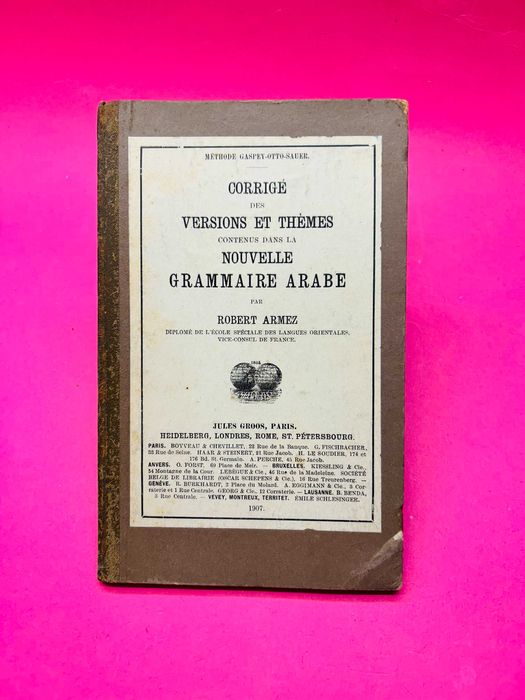 MÉTHODE GASPEY-OTTO-SAUER.
CORRIGÉ
DES
VERSIONS ET THÈMES
CONTENUS DANS LA
NOUVELLE
GRAMMAIRE ARABE
PAR
ROBERT ARMEZ
DIPLOMÉ DE L'ÉCOLE SPÉCIALE DES LANGUES ORIENTALES,
VICE-CONSUL DE FRANCE.
JULES GROOS, PARIS.
HEIDELBERG, LONDRES, ROME, ST. PÉTERSBOURG.
PARIS. BOYVEAU & CHEVILLET, 22 Rue de la Banque. G. FISCHBACHER,
33 Rue de Seine. HAAR & STEINERT, 21 Rue Jacob. H. LE SOUDIER, 174 et
176 Bd. St. Germain. A. PERCHE, 45 Rue Jacob.
ANVERS. O. FORST, 69 Place de Meir. — BRUXELLES. KIESSLING & Cie.,
54 Montagne de la Cour. LEBÈGUE & Cie., 46 Rue de la Madeleine. SOCIÉTÉ
BELGE DE LIBRAIRIE (OSCAR SCHEPENS & Cie.), 16 Rue Treurenberg. —
GENÈVE. R. BURKHARDT, 2 Place du Molard. A. EGGIMANN & Cie., 3 Cor-
raterie et 1 Rue Centrale. GEORG & Cie. 12 Corraterie. — LAUSANNE. B. BENDA,
3 Rue Centrale. — VEVEY, MONTREUX, TERRITET. ÉMILE SCHLESINGER.
1907.